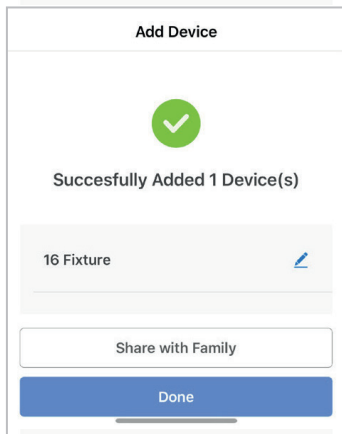 Add Device
Succesfully Added 1 Device(s)
16 Fixture
Share with Family
Done